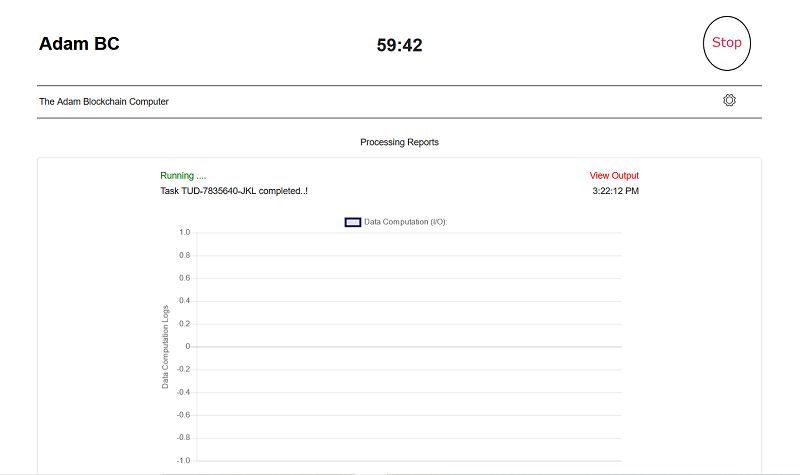 Adam BC
59:42
Stop
The Adam Blockchain Computer
Processing Reports
Running ....
View Output
Task TUD-7835640-JKL completed..!
3:22:12 PM
Data Computation (I/O):
1.0
0.8
0.6
0.4
0.2
0
-0.2
-0.4
-0.6
-0.8
-1.0
Data Computation Logs